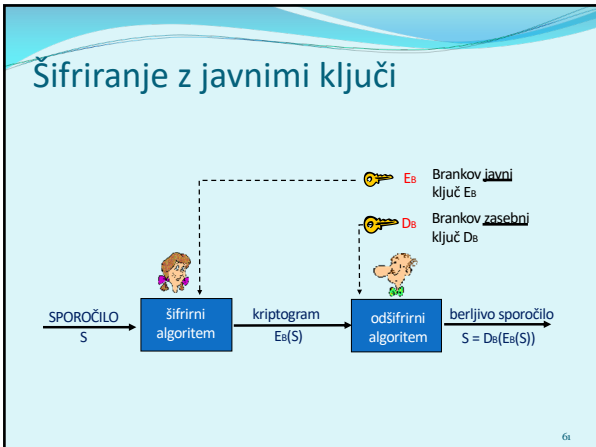 Šifriranje z javnimi ključi
EB Brankov javni
ključ EB
DB Brankov zasebni
ključ DB
SPOROČILO
S
šifrirni
algoritem
kriptogram
EB(S)
odšifrirni
algoritem
berljivo sporočilo
S = DB(EB(S))
61